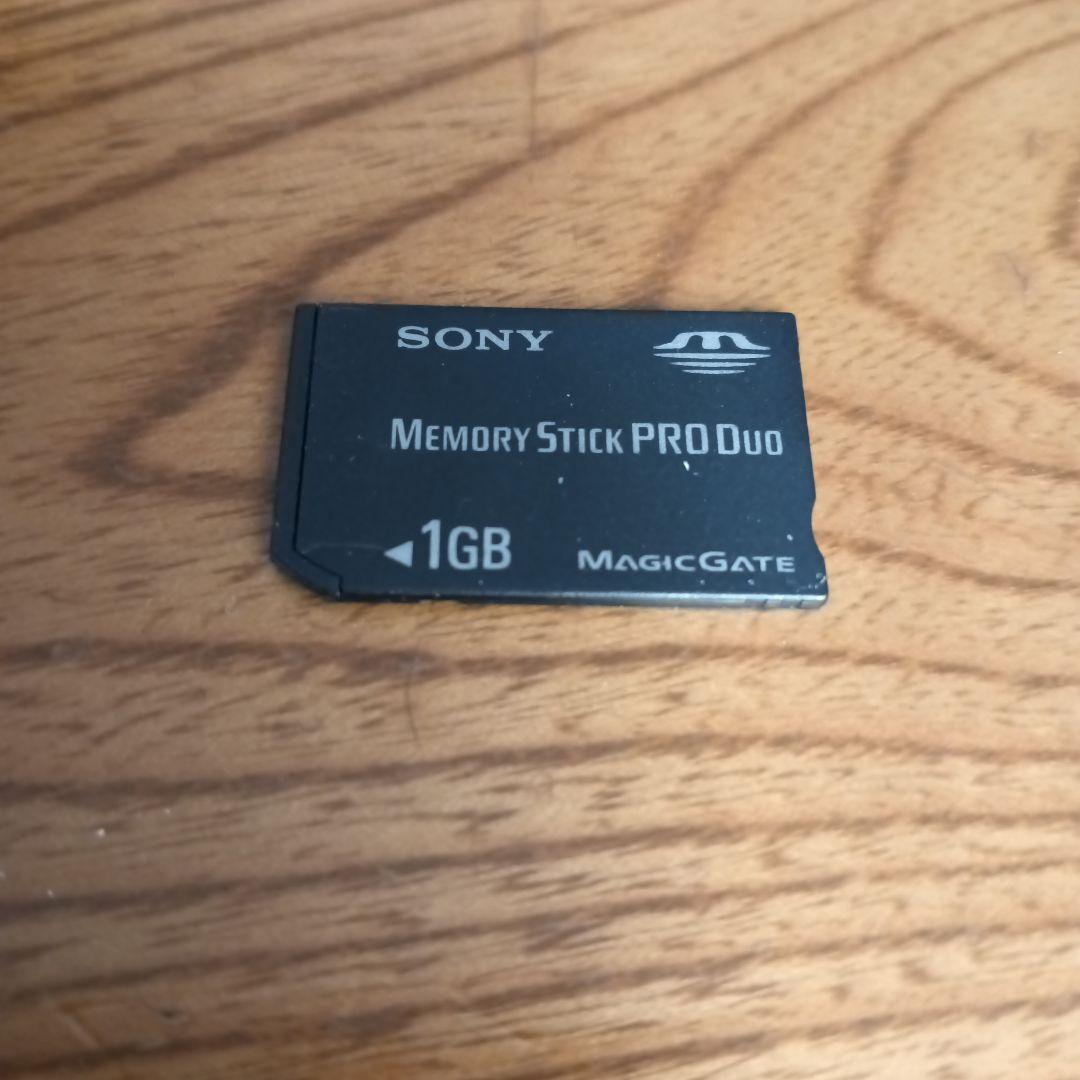 SONY
MEMORY STICK PRO DUO
◀1GB MAGICGATE